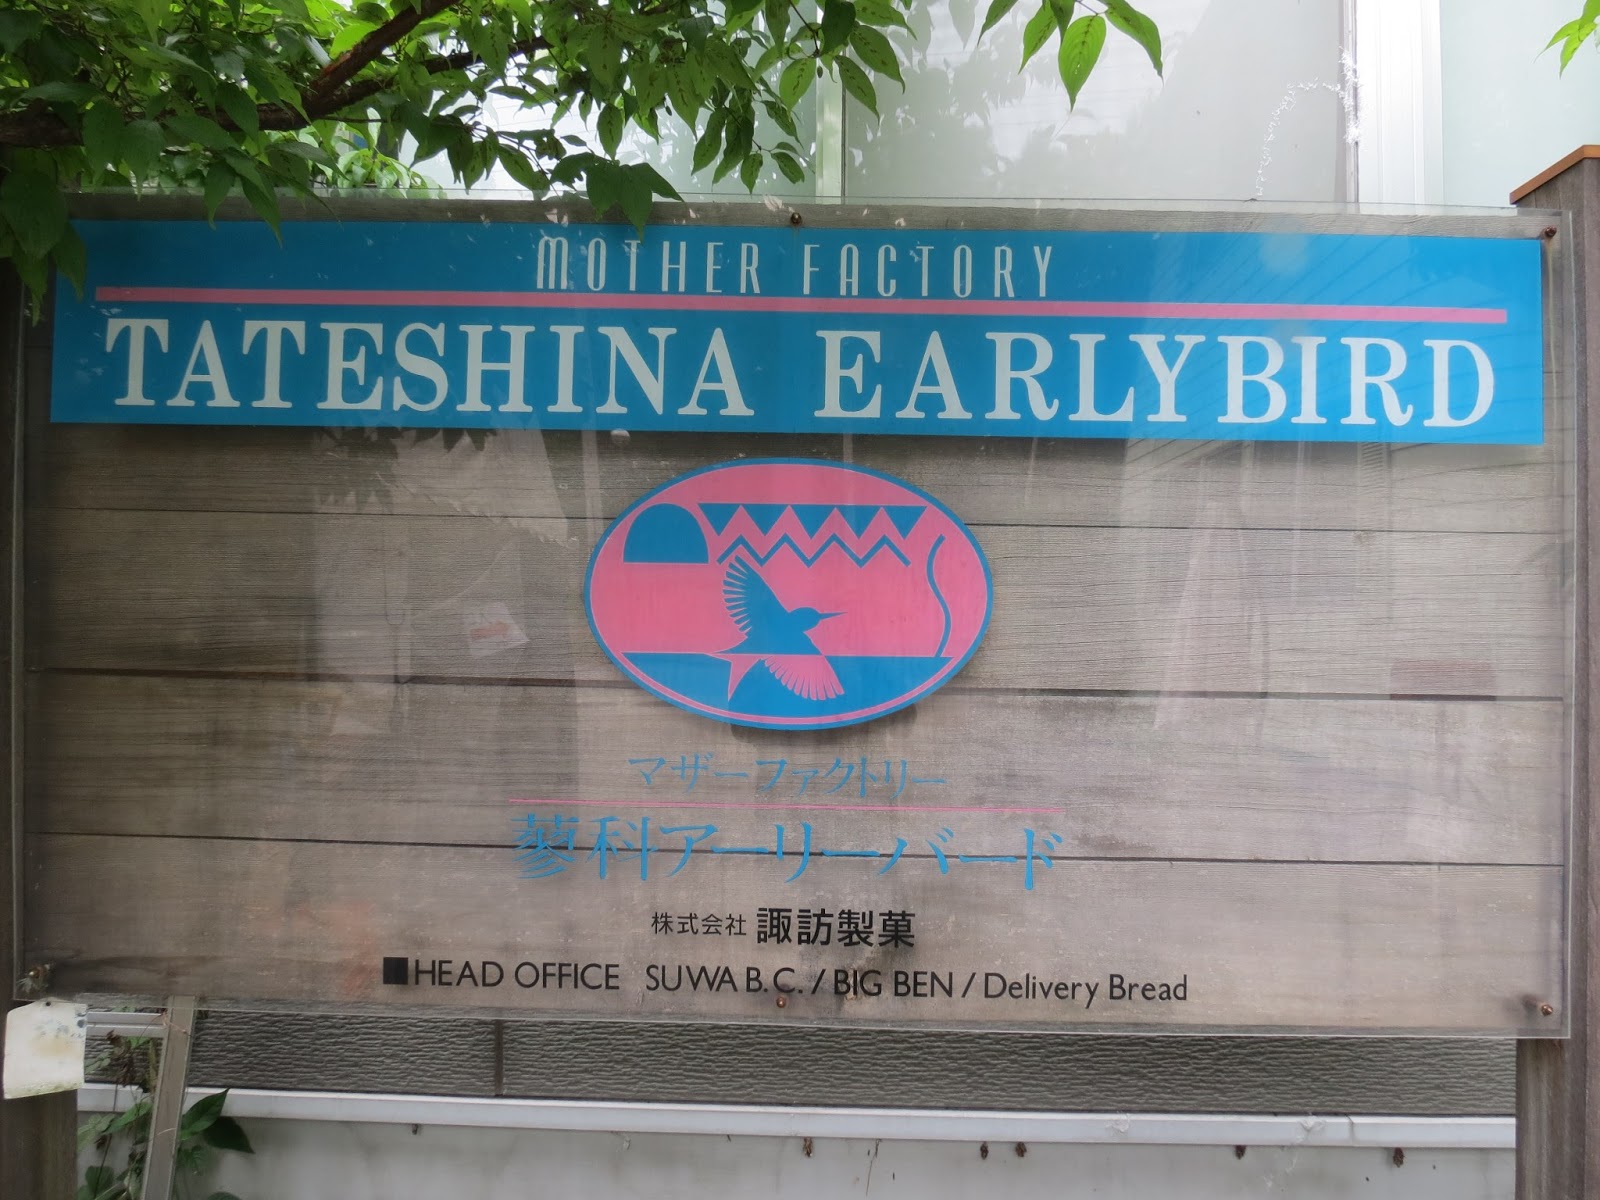 MOTHER FACTORY
TATESHINA EARLYBIRD
マザーファクトリー
蓼科アーリーバード
株式会社 諏訪製菓
■HEAD OFFICE SUWA B.C. / BIG BEN / Delivery Bread